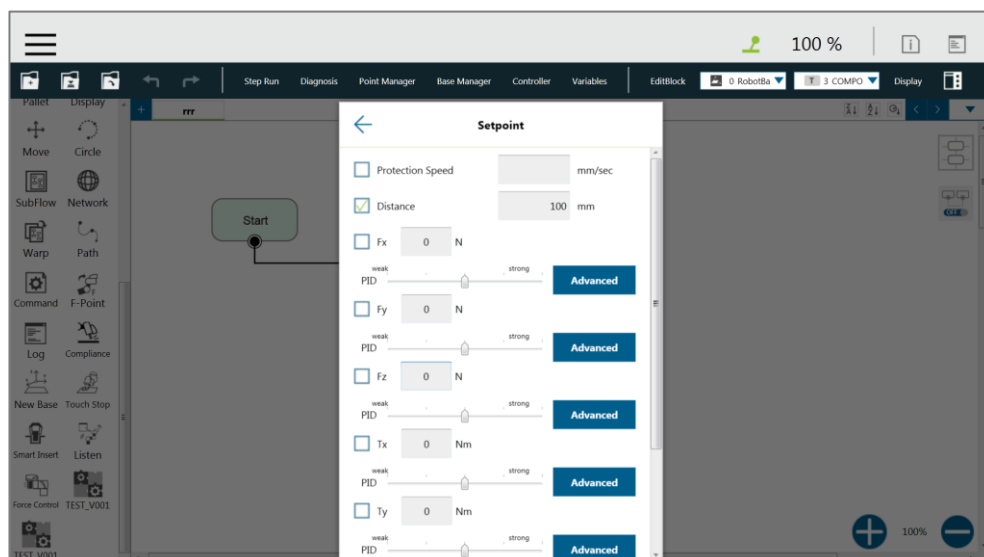 100 %
Step Run Diagnosis Point Manager Base Manager Controller Variables EditBlock 0 RobotBa T 3 COMPO Display
Pallet Display
+ rrr
Move Circle
SubFlow Network
OFF
Warp Path
Command F-Point
Log Compliance
New Base Touch Stop
Smart Insert Listen
Force Control TEST_V001
TEST_V001
Start
Setpoint
Protection Speed mm/sec
Distance 100 mm
Fx 0 N
weak strong
PID Advanced
Fy 0 N
weak strong
PID Advanced
Fz 0 N
weak strong
PID Advanced
Tx 0 Nm
weak strong
PID Advanced
Ty 0 Nm
weak strong
PID Advanced
100%